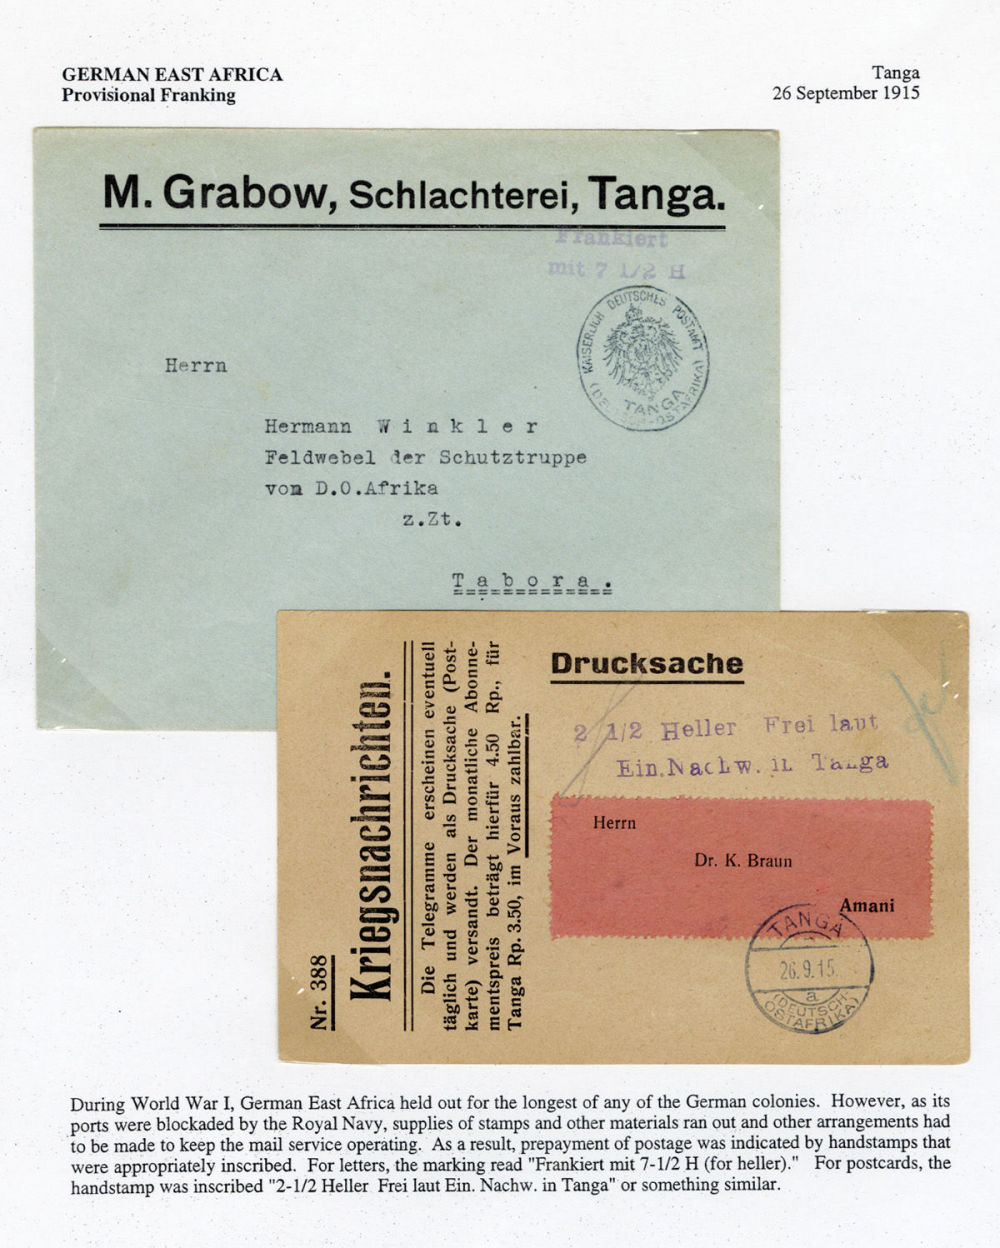 GERMAN EAST AFRICA
Provisional Franking
Tanga
26 September 1915
M. Grabow, Schlachterei, Tanga.
Frankiert
mit 7 1/2 H
KAISERLICH DEUTSCHES POSTAMT
TANGA
(DEUTSCH-OSTAFRIKA)
Herrn
Hermann Winkler
Feldwebel der Schutztruppe
von D.O.Afrika
z.Zt.
Tabora.
Nr. 388
Kriegsnachrichten.
Die Telegramme erscheinen eventuell
täglich und werden als Drucksache (Post-
karte) versandt. Der monatliche Abonne-
mentspreis beträgt hierfür 4.50 Rp., für
Tanga Rp. 3.50, im Voraus zahlbar.
Drucksache
2 1/2 Heller Frei laut
Ein.Nachw. in Tanga
Herrn
Dr. K. Braun
Amani
TANGA
26.9.15.
a
(DEUTSCH-
OSTAFRIKA)
During World War I, German East Africa held out for the longest of any of the German colonies. However, as its
ports were blockaded by the Royal Navy, supplies of stamps and other materials ran out and other arrangements had
to be made to keep the mail service operating. As a result, prepayment of postage was indicated by handstamps that
were appropriately inscribed. For letters, the marking read "Frankiert mit 7-1/2 H (for heller)." For postcards, the
handstamp was inscribed "2-1/2 Heller Frei laut Ein. Nachw. in Tanga" or something similar.